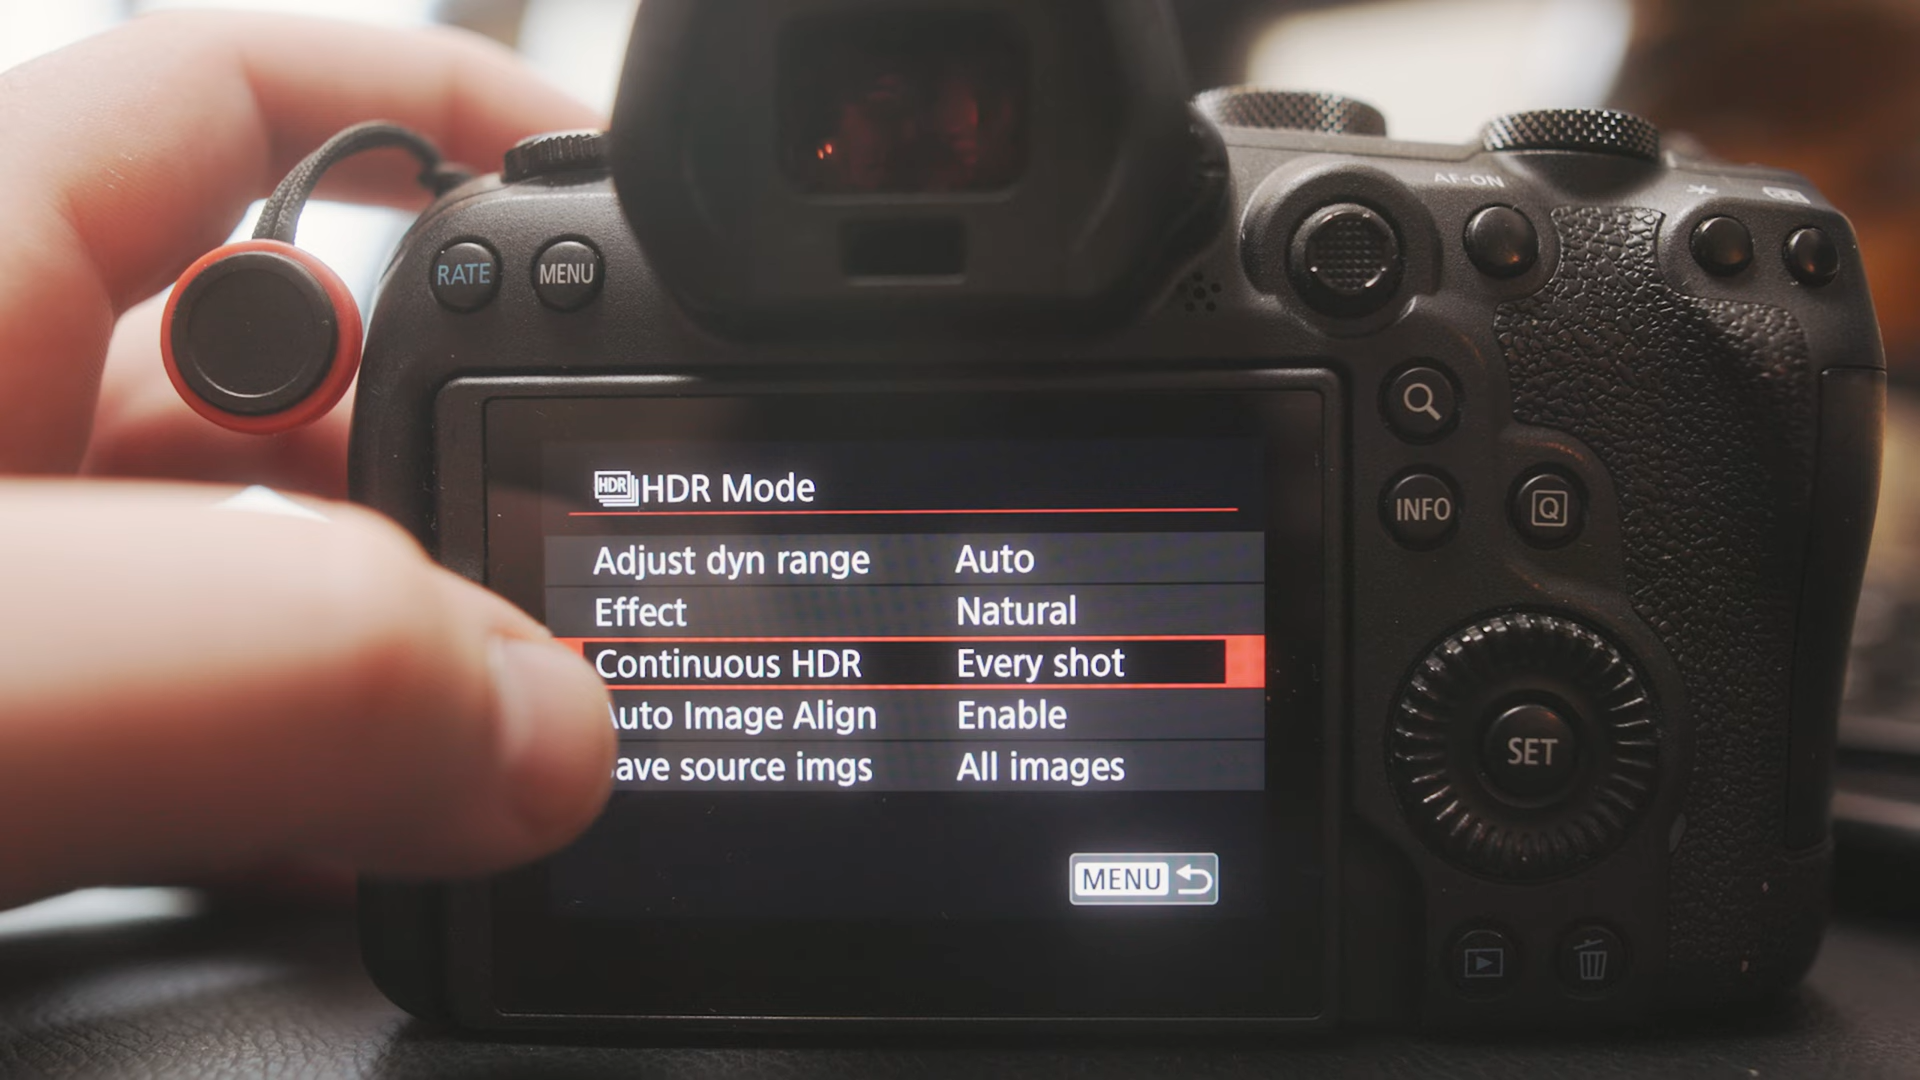 AF-ON
RATE MENU
HDR HDR Mode
Adjust dyn range Auto
Effect Natural
Continuous HDR Every shot
Auto Image Align Enable
ave source imgs All images
MENU
INFO
Q
SET